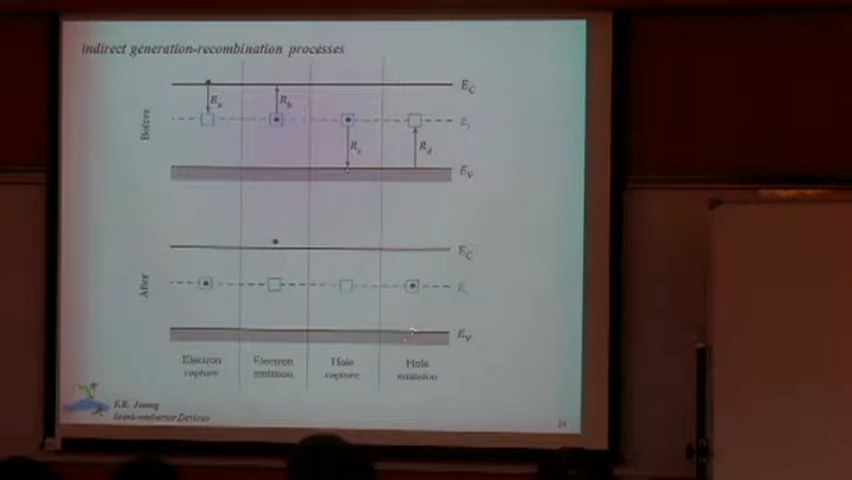 indirect generation-recombination processes
E_C
R_a
R_b
Before
R_c
R_d
E_V
E_C
After
E_V
Electron capture
Electron emission
Hole capture
Hole emission
Semiconductor Devices